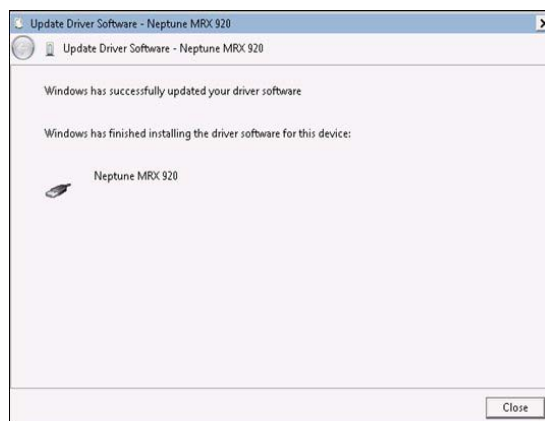 Update Driver Software - Neptune MRX 920
Update Driver Software - Neptune MRX 920
Windows has successfully updated your driver software
Windows has finished installing the driver software for this device:
Neptune MRX 920
Close